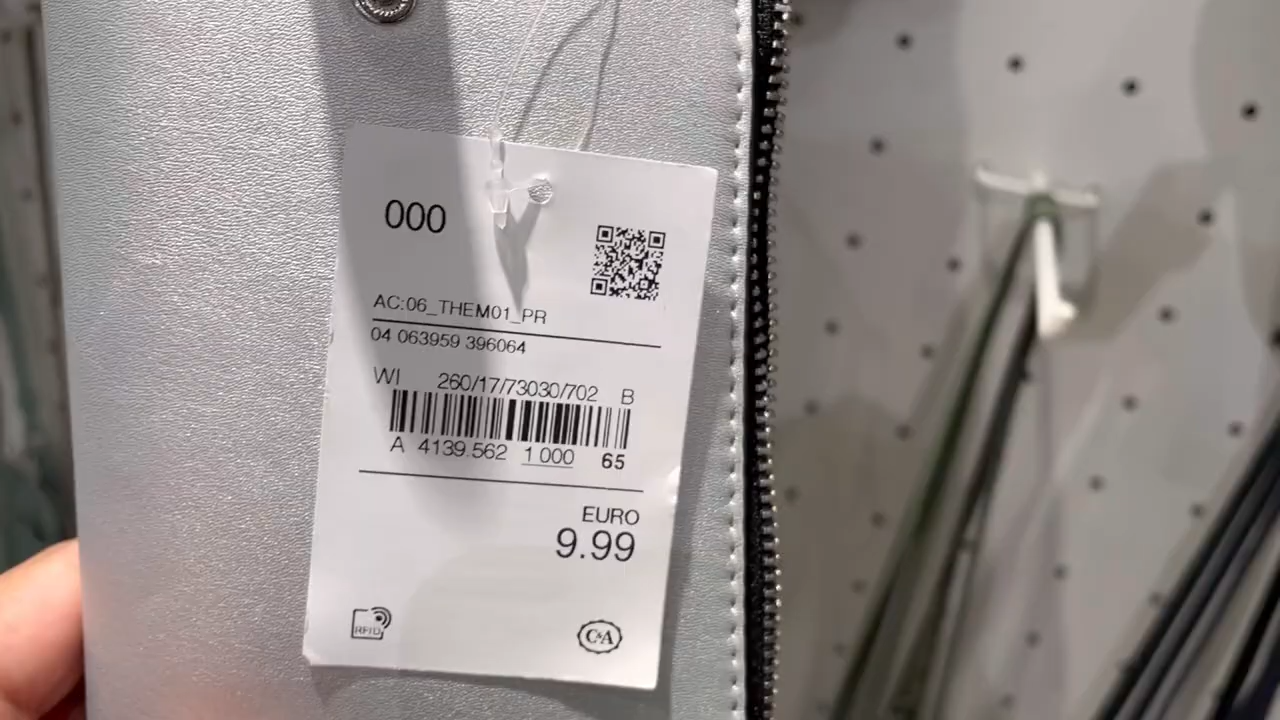 000
AC:06_THEM01_PR
04 063959 396064
WI 260/17/73030/702 B
A 4139.562 1 000 65
EURO
9.99
RFID
C&A